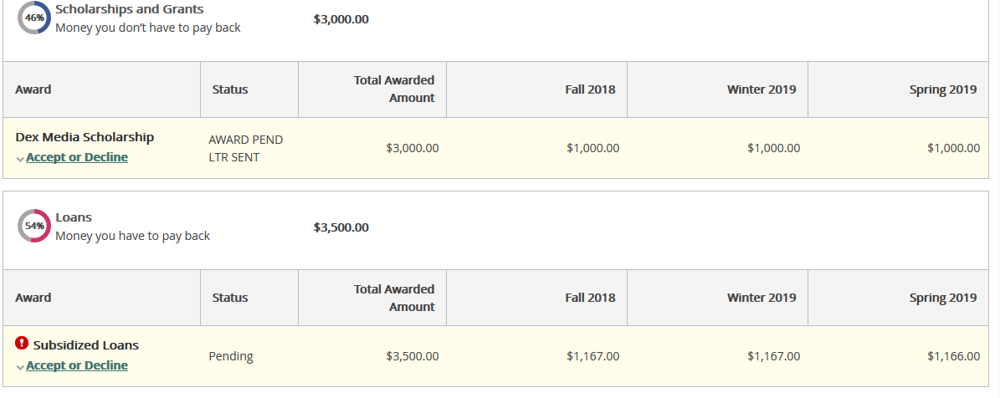 46%
Scholarships and Grants
Money you don't have to pay back
$3,000.00
Award
Status
Total Awarded
Amount
Fall 2018
Winter 2019
Spring 2019
Dex Media Scholarship
Accept or Decline
AWARD PEND
LTR SENT
$3,000.00
$1,000.00
$1,000.00
$1,000.00
54%
Loans
Money you have to pay back
$3,500.00
Award
Status
Total Awarded
Amount
Fall 2018
Winter 2019
Spring 2019
Subsidized Loans
Accept or Decline
Pending
$3,500.00
$1,167.00
$1,167.00
$1,166.00